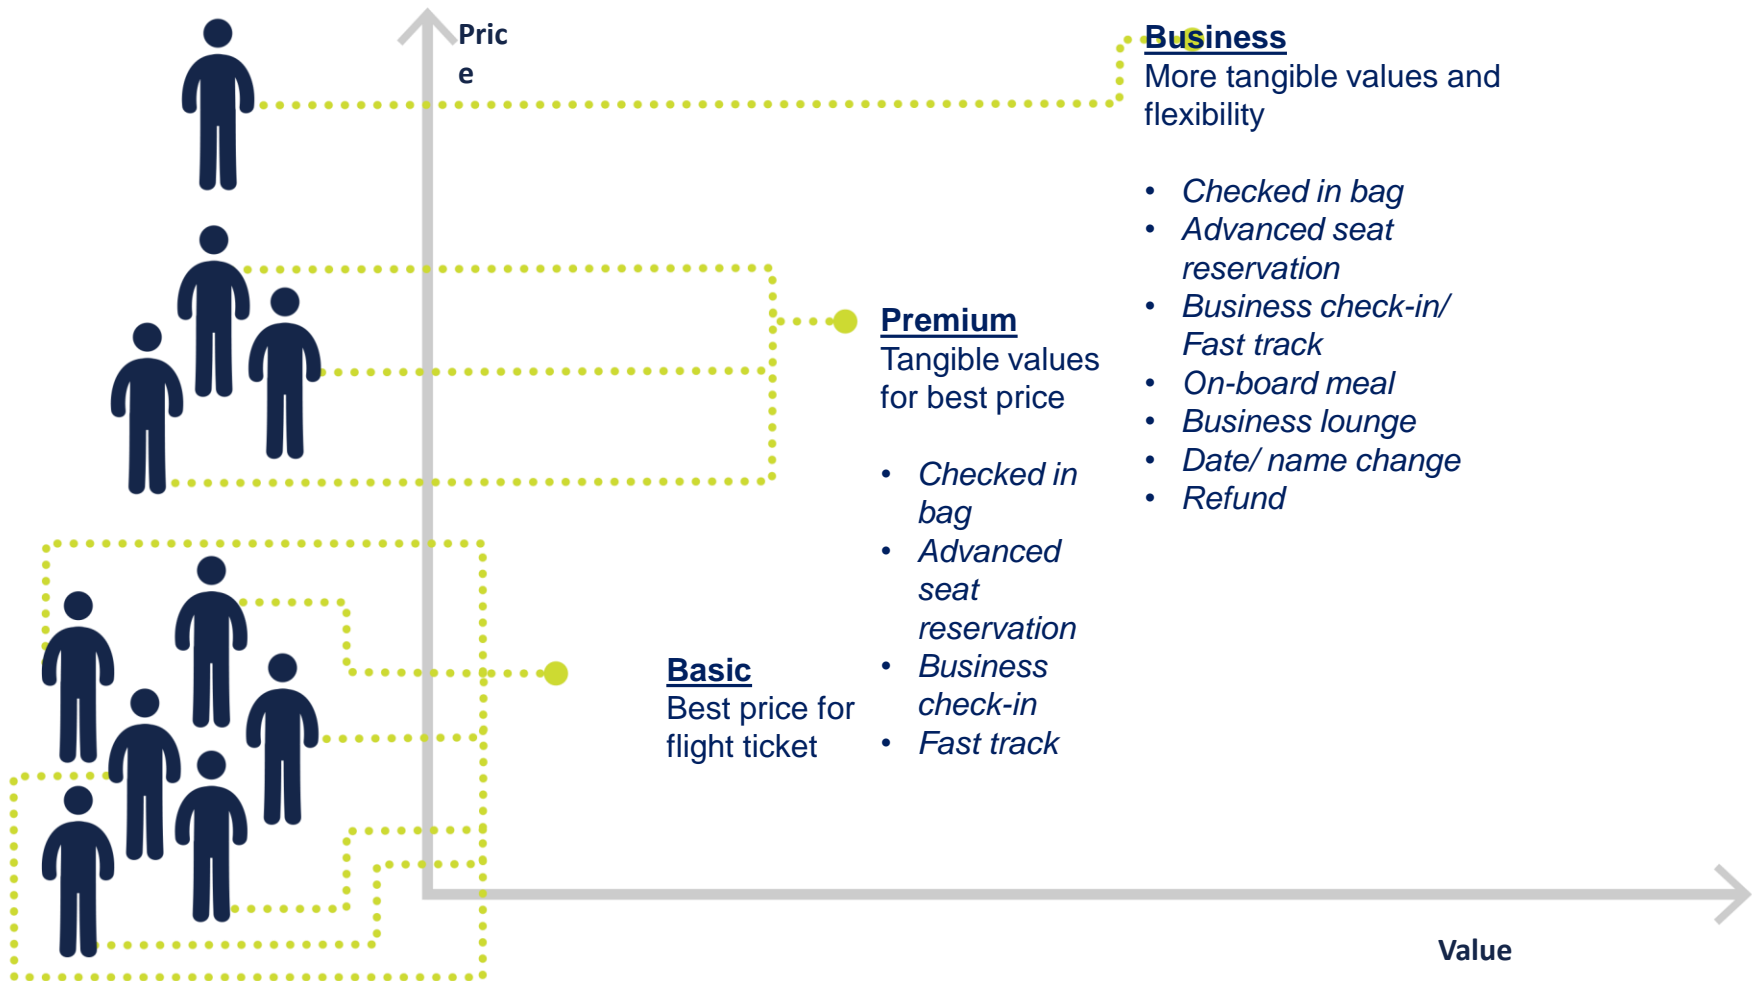 Pric
e
Business
More tangible values and
flexibility
• Checked in bag
• Advanced seat
reservation
• Business check-in/
Fast track
• On-board meal
• Business lounge
• Date/ name change
• Refund
Premium
Tangible values
for best price
• Checked in
bag
• Advanced
seat
reservation
• Business
check-in
• Fast track
Basic
Best price for
flight ticket
Value